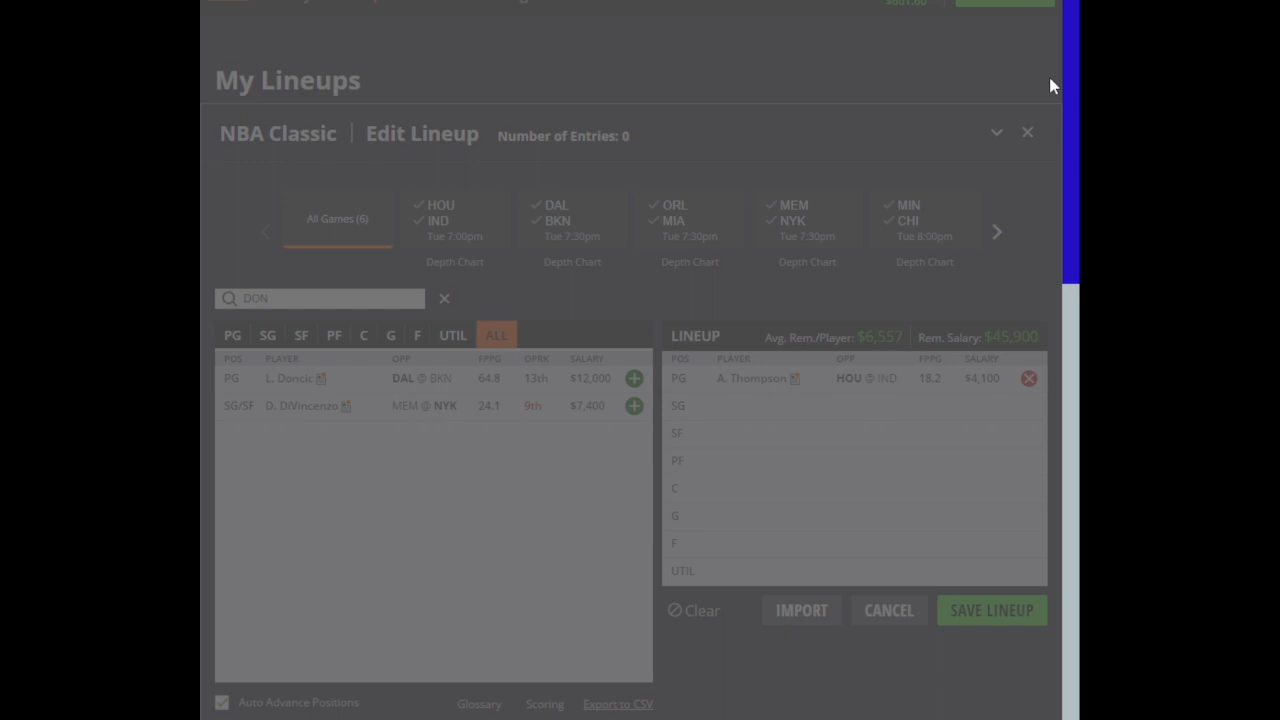 $801.60
My Lineups
NBA Classic | Edit Lineup Number of Entries: 0
All Games (6)
HOU
IND
Tue 7:00pm
Depth Chart
DAL
BKN
Tue 7:30pm
Depth Chart
ORL
MIA
Tue 7:30pm
Depth Chart
MEM
NYK
Tue 7:30pm
Depth Chart
MIN
CHI
Tue 8:00pm
Depth Chart
DON
PG SG SF PF C G F UTIL ALL
POS PLAYER OPP FPPG OPRK SALARY
PG L. Doncic DAL @ BKN 64.8 13th $12,000
SG/SF D. DiVincenzo MEM @ NYK 24.1 9th $7,400
LINEUP Avg. Rem./Player: $6,557 Rem. Salary: $45,900
POS PLAYER OPP FPPG SALARY
PG A. Thompson HOU @ IND 18.2 $4,100
SG
SF
PF
C
G
F
UTIL
Clear IMPORT CANCEL SAVE LINEUP
Auto Advance Positions Glossary Scoring Export to CSV